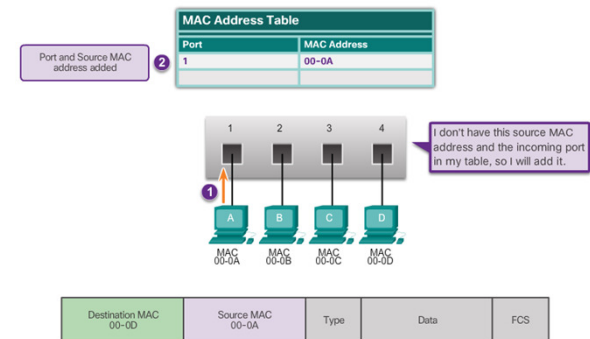 MAC Address Table
Port MAC Address
1 00-0A
Port and Source MAC
address added
2
1 2 3 4
I don't have this source MAC
address and the incoming port
in my table, so I will add it.
1
A B C D
MAC MAC MAC MAC
00-0A 00-0B 00-0C 00-0D
Destination MAC
00-0D
Source MAC
00-0A
Type
Data
FCS